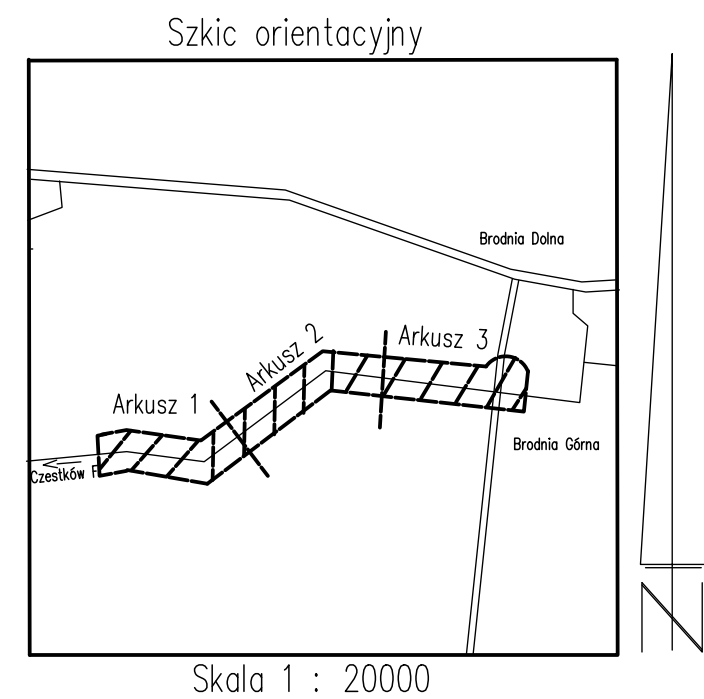 Szkic orientacyjny
Brodnia Dolna
Arkusz 3
Arkusz 2
Arkusz 1
Brodnia Górna
Czestków F
N
Skala 1 : 20000